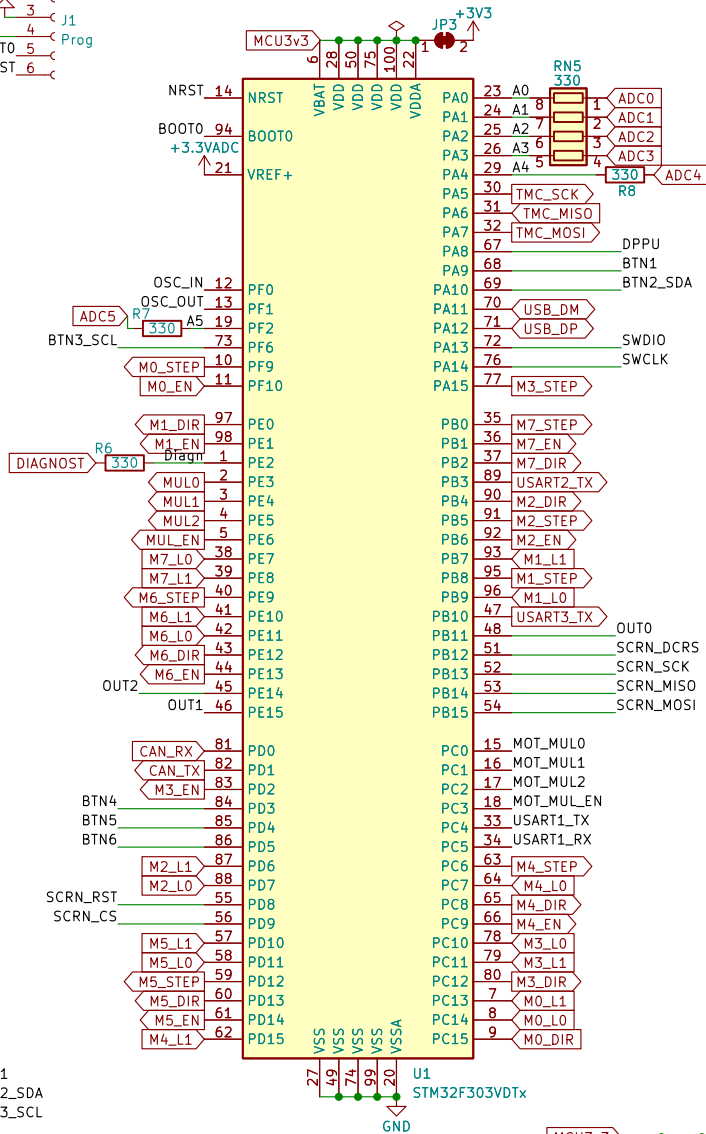 3
J1
4
Prog
T0
5
ST
6
MCU3v3
JP3
+3V3
1
2
6
28
50
75
100
22
VBAT
VDD
VDD
VDD
VDD
VDDA
RN5
330
NRST 14 NRST
BOOT0 94 BOOT0
+3.3VADC
21 VREF+
PA0 23 A0 8 1 ADC0
PA1 24 A1 7 2 ADC1
PA2 25 A2 6 3 ADC2
PA3 26 A3 5 4 ADC3
PA4 29 A4 330 ADC4
R8
PA5 30 TMC_SCK
PA6 31 TMC_MISO
PA7 32 TMC_MOSI
PA8 67 DPPU
PA9 68 BTN1
PA10 69 BTN2_SDA
PA11 70 USB_DM
PA12 71 USB_DP
PA13 72 SWDIO
PA14 76 SWCLK
PA15 77 M3_STEP
OSC_IN 12 PF0
OSC_OUT 13 PF1
ADC5 R7 330 A5 19 PF2
BTN3_SCL 73 PF6
M0_STEP 10 PF9
M0_EN 11 PF10
M1_DIR 97 PE0
M1_EN 98 PE1
DIAGNOST R6 330 Diagn 1 PE2
MUL0 2 PE3
MUL1 3 PE4
MUL2 4 PE5
MUL_EN 5 PE6
M7_L0 38 PE7
M7_L1 39 PE8
M6_STEP 40 PE9
M6_L1 41 PE10
M6_L0 42 PE11
M6_DIR 43 PE12
M6_EN 44 PE13
OUT2 45 PE14
OUT1 46 PE15
PB0 35 M7_STEP
PB1 36 M7_EN
PB2 37 M7_DIR
PB3 89 USART2_TX
PB4 90 M2_DIR
PB5 91 M2_STEP
PB6 92 M2_EN
PB7 93 M1_L1
PB8 95 M1_STEP
PB9 96 M1_L0
PB10 47 USART3_TX
PB11 48 OUT0
PB12 51 SCRN_DCRS
PB13 52 SCRN_SCK
PB14 53 SCRN_MISO
PB15 54 SCRN_MOSI
CAN_RX 81 PD0
CAN_TX 82 PD1
M3_EN 83 PD2
BTN4 84 PD3
BTN5 85 PD4
BTN6 86 PD5
M2_L1 87 PD6
M2_L0 88 PD7
SCRN_RST 55 PD8
SCRN_CS 56 PD9
M5_L1 57 PD10
M5_L0 58 PD11
M5_STEP 59 PD12
M5_DIR 60 PD13
M5_EN 61 PD14
M4_L1 62 PD15
PC0 15 MOT_MUL0
PC1 16 MOT_MUL1
PC2 17 MOT_MUL2
PC3 18 MOT_MUL_EN
PC4 33 USART1_TX
PC5 34 USART1_RX
PC6 63 M4_STEP
PC7 64 M4_L0
PC8 65 M4_DIR
PC9 66 M4_EN
PC10 78 M3_L0
PC11 79 M3_L1
PC12 80 M3_DIR
PC13 7 M0_L1
PC14 8 M0_L0
PC15 9 M0_DIR
VSS
VSS
VSS
VSS
VSSA
27
49
74
99
20
U1
STM32F303VDTx
GND
1
2_SDA
3_SCL